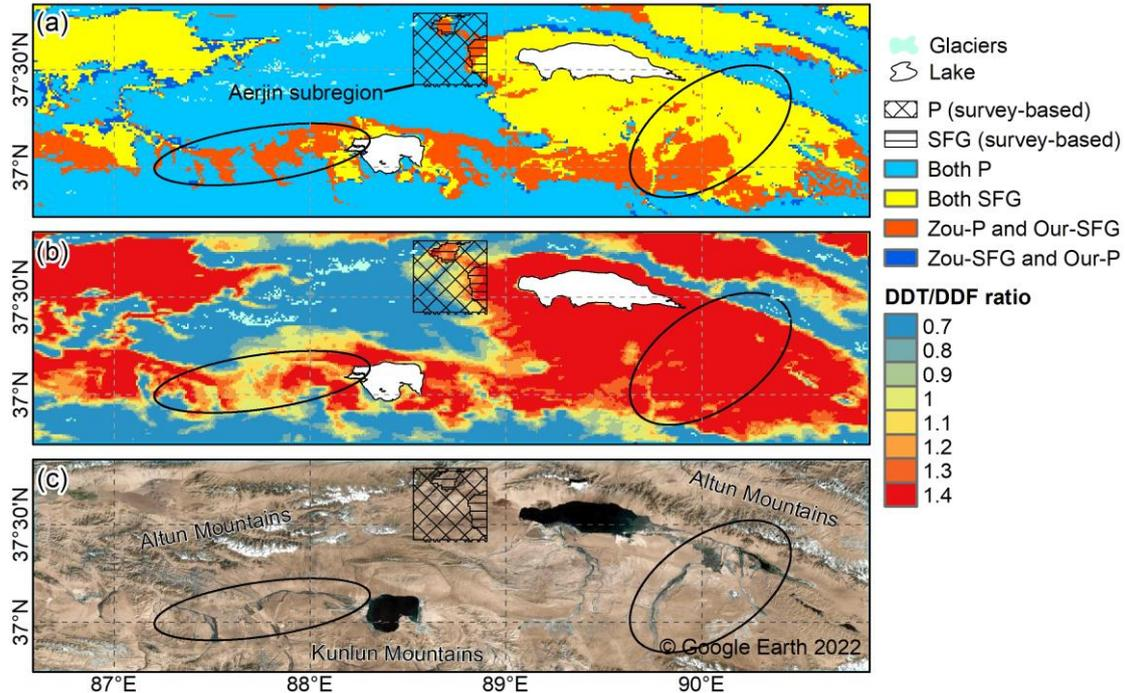 (a)
37°30'N
37°N
Aerjin subregion
Glaciers
Lake
P (survey-based)
SFG (survey-based)
Both P
Both SFG
Zou-P and Our-SFG
Zou-SFG and Our-P
(b)
37°30'N
37°N
DDT/DDF ratio
0.7
0.8
0.9
1
1.1
1.2
1.3
1.4
(c)
37°30'N
37°N
Altun Mountains
Altun Mountains
Kunlun Mountains
© Google Earth 2022
87°E
88°E
89°E
90°E